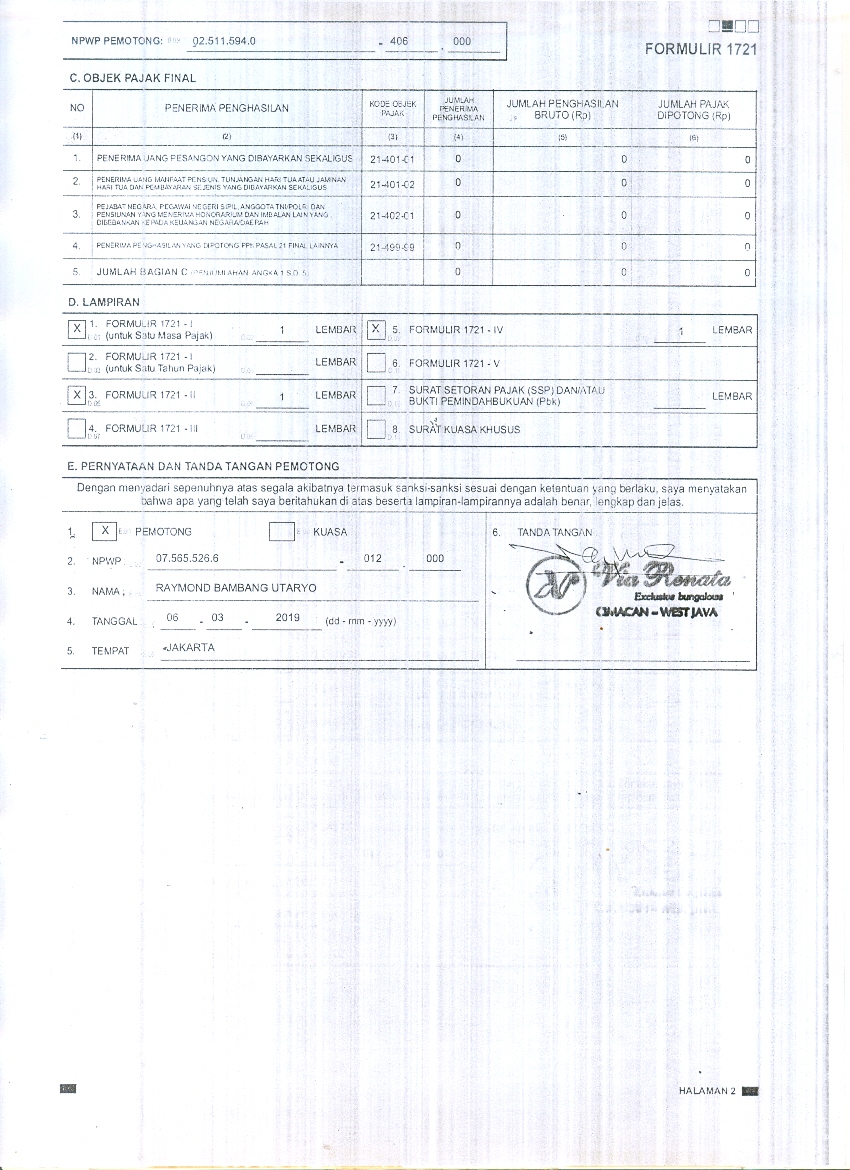 NPWP PEMOTONG: 02.511.594.0 - 406 . 000
FORMULIR 1721
C. OBJEK PAJAK FINAL
NO PENERIMA PENGHASILAN KODE OBJEK PAJAK JUMLAH PENERIMA PENGHASILAN JUMLAH PENGHASILAN BRUTO (Rp) JUMLAH PAJAK DIPOTONG (Rp)
(1) (2) (3) (4) (5) (6)
1. PENERIMA UANG PESANGON YANG DIBAYARKAN SEKALIGUS 21-401-01 0 0 0
2. PENERIMA UANG MANFAAT PENSIUN, TUNJANGAN HARI TUA ATAU JAMINAN
HARI TUA DAN PEMBAYARAN SEJENIS YANG DIBAYARKAN SEKALIGUS 21-401-02 0 0 0
3. PEJABAT NEGARA, PEGAWAI NEGERI SIPIL, ANGGOTA TNI/POLRI DAN
PENSIUNAN YANG MENERIMA HONORARIUM DAN IMBALAN LAIN YANG
DIBEBANKAN KEPADA KEUANGAN NEGARA/DAERAH 21-402-01 0 0 0
4. PENERIMA PENGHASILAN YANG DIPOTONG PPh PASAL 21 FINAL LAINNYA 21-499-99 0 0 0
5. JUMLAH BAGIAN C (PENJUMLAHAN ANGKA 1 S.D. 5) 0 0 0
D. LAMPIRAN
X 1. FORMULIR 1721 - I
(untuk Satu Masa Pajak) 1 LEMBAR
X 5. FORMULIR 1721 - IV 1 LEMBAR
2. FORMULIR 1721 - I
(untuk Satu Tahun Pajak) LEMBAR
6. FORMULIR 1721 - V
X 3. FORMULIR 1721 - II 1 LEMBAR
7. SURAT SETORAN PAJAK (SSP) DAN/ATAU
BUKTI PEMINDAHBUKUAN (Pbk) LEMBAR
4. FORMULIR 1721 - III LEMBAR
8. SURAT KUASA KHUSUS
E. PERNYATAAN DAN TANDA TANGAN PEMOTONG
Dengan menyadari sepenuhnya atas segala akibatnya termasuk sanksi-sanksi sesuai dengan ketentuan yang berlaku, saya menyatakan
bahwa apa yang telah saya beritahukan di atas beserta lampiran-lampirannya adalah benar, lengkap dan jelas.
1. X PEMOTONG KUASA
2. NPWP : 07.565.526.6 - 012 . 000
3. NAMA : RAYMOND BAMBANG UTARYO
4. TANGGAL : 06 - 03 - 2019 (dd - mm - yyyy)
5. TEMPAT : JAKARTA
6. TANDA TANGAN
Via Renata
Exclusive bungalows
CIMACAN - WEST JAVA
HALAMAN 2